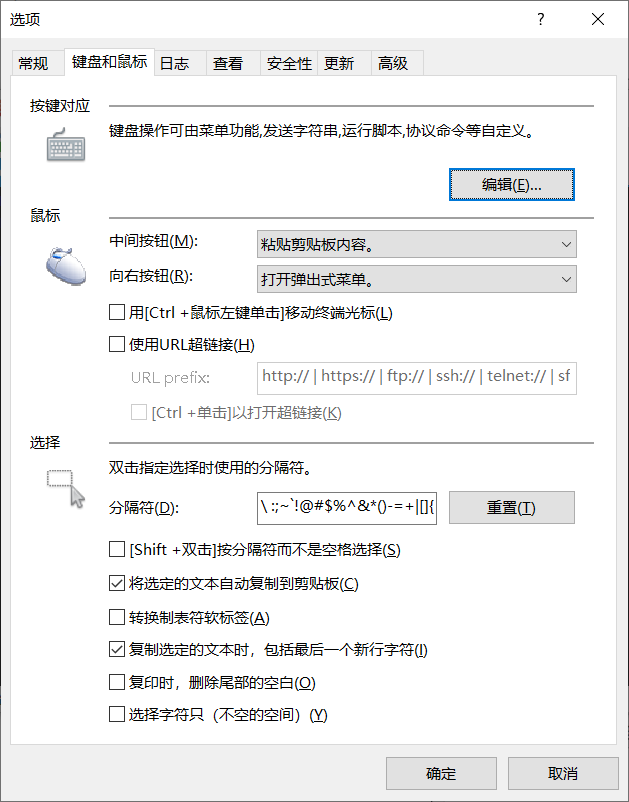 选项
?
常规 键盘和鼠标 日志 查看 安全性 更新 高级
按键对应
键盘操作可由菜单功能,发送字符串,运行脚本,协议命令等自定义。
编辑(E)...
鼠标
中间按钮(M): 粘贴剪贴板内容。
向右按钮(R): 打开弹出式菜单。
用[Ctrl +鼠标左键单击]移动终端光标(L)
使用URL超链接(H)
URL prefix: http:// | https:// | ftp:// | ssh:// | telnet:// | sf
[Ctrl +单击]以打开超链接(K)
选择
双击指定选择时使用的分隔符。
分隔符(D): \ :;~`!@#$%^&*()-=+|[]{ 重置(T)
[Shift +双击]按分隔符而不是空格选择(S)
将选定的文本自动复制到剪贴板(C)
转换制表符软标签(A)
复制选定的文本时，包括最后一个新行字符(I)
复印时，删除尾部的空白(O)
选择字符只（不空的空间）(Y)
确定 取消